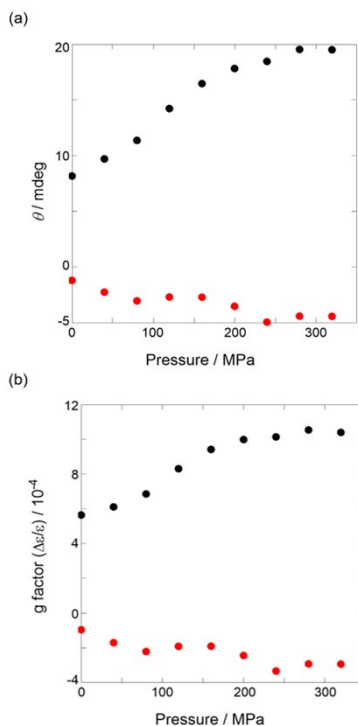 (a)
20
10
0
-5
θ / mdeg
0
100
200
300
Pressure / MPa
(b)
12
8
4
0
-4
g factor (Δε/ε) / 10⁻⁴
0
100
200
300
Pressure / MPa